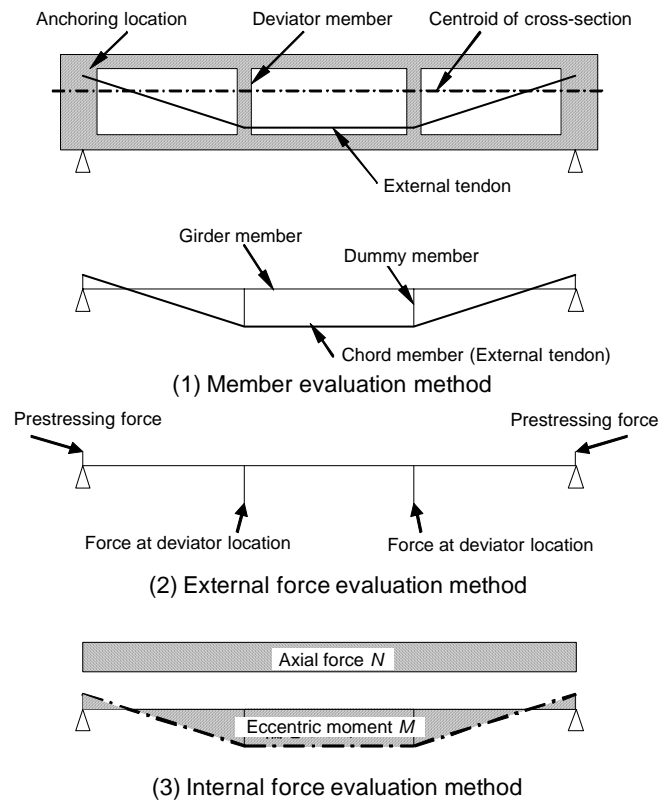 Anchoring location
Deviator member
Centroid of cross-section
External tendon
Girder member
Dummy member
Chord member (External tendon)
(1) Member evaluation method
Prestressing force
Prestressing force
Force at deviator location
Force at deviator location
(2) External force evaluation method
Axial force N
Eccentric moment M
(3) Internal force evaluation method